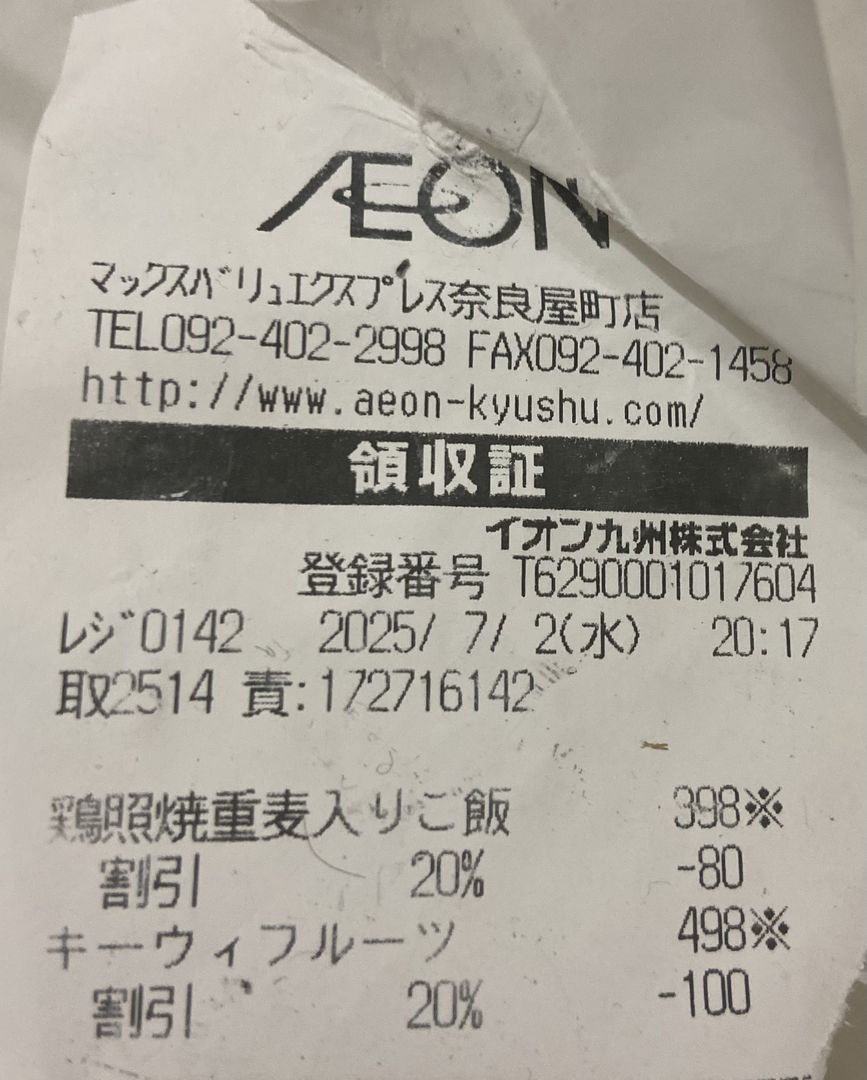 ÆON
マックスバリュエクスプレス奈良屋町店
TEL092-402-2998 FAX092-402-1458
http://www.aeon-kyushu.com/
領収証
イオン九州株式会社
登録番号 T6290001017604
レジ0142 2025/ 7/ 2(水) 20:17
取2514 責:172716142
鶏照焼重麦入りご飯 398※
割引 20% -80
キーウィフルーツ 498※
割引 20% -100